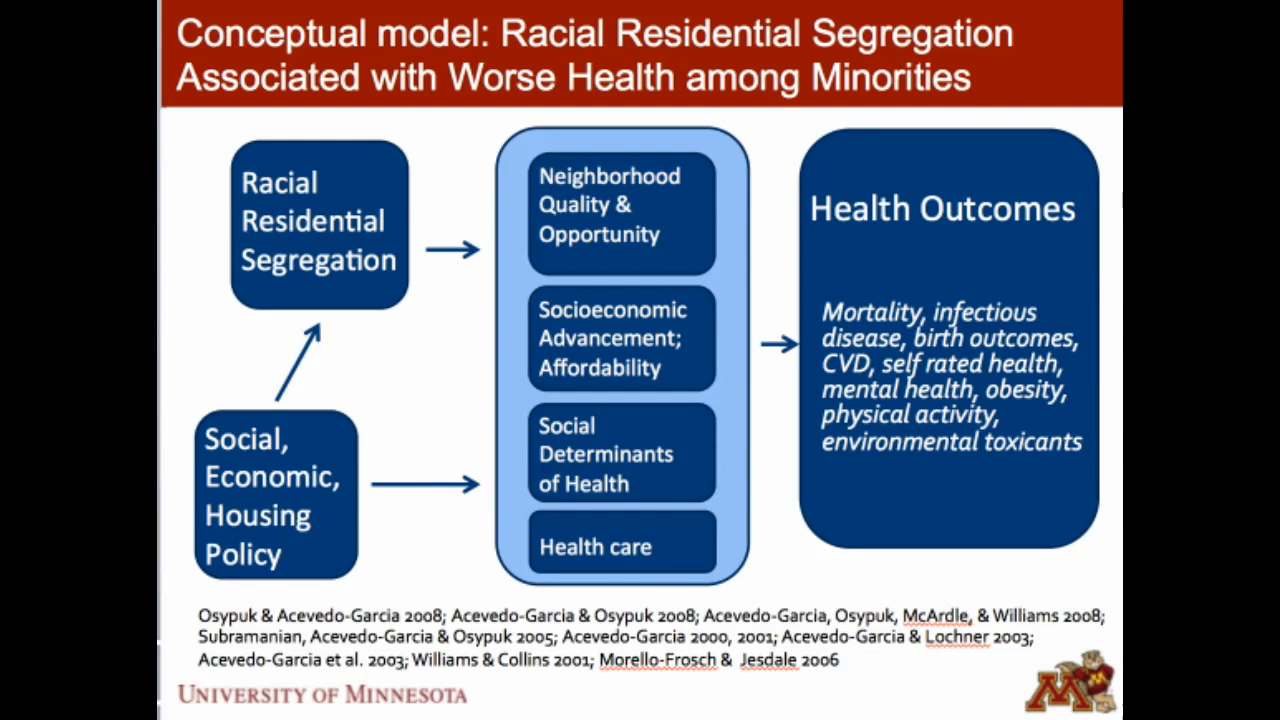 Conceptual model: Racial Residential Segregation
Associated with Worse Health among Minorities
Racial
Residential
Segregation
Social,
Economic,
Housing
Policy
Neighborhood
Quality &
Opportunity
Socioeconomic
Advancement;
Affordability
Social
Determinants
of Health
Health care
Health Outcomes
Mortality, infectious
disease, birth outcomes,
CVD, self rated health,
mental health, obesity,
physical activity,
environmental toxicants
Osypuk & Acevedo-Garcia 2008; Acevedo-Garcia & Osypuk 2008; Acevedo-Garcia, Osypuk, McArdle, & Williams 2008;
Subramanian, Acevedo-Garcia & Osypuk 2005; Acevedo-Garcia 2000, 2001; Acevedo-Garcia & Lochner 2003;
Acevedo-Garcia et al. 2003; Williams & Collins 2001; Morello-Frosch & Jesdale 2006
UNIVERSITY OF MINNESOTA
M